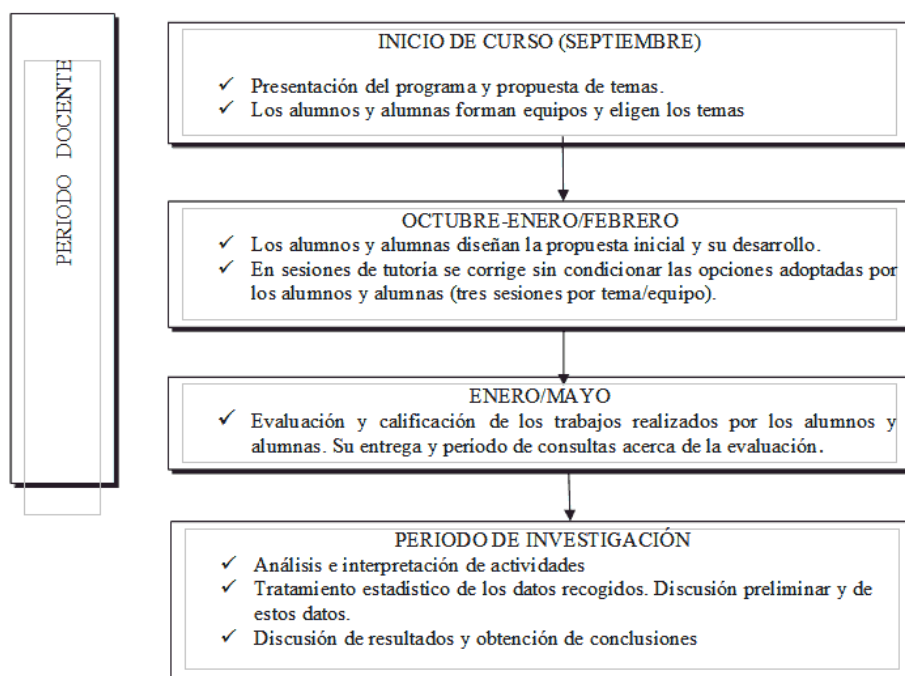 PERIODO DOCENTE
INICIO DE CURSO (SEPTIEMBRE)
✓ Presentación del programa y propuesta de temas.
✓ Los alumnos y alumnas forman equipos y eligen los temas
OCTUBRE-ENERO/FEBRERO
✓ Los alumnos y alumnas diseñan la propuesta inicial y su desarrollo.
✓ En sesiones de tutoría se corrige sin condicionar las opciones adoptadas por
los alumnos y alumnas (tres sesiones por tema/equipo).
ENERO/MAYO
✓ Evaluación y calificación de los trabajos realizados por los alumnos y
alumnas. Su entrega y periodo de consultas acerca de la evaluación.
PERIODO DE INVESTIGACIÓN
✓ Análisis e interpretación de actividades
✓ Tratamiento estadístico de los datos recogidos. Discusión preliminar y de
estos datos.
✓ Discusión de resultados y obtención de conclusiones